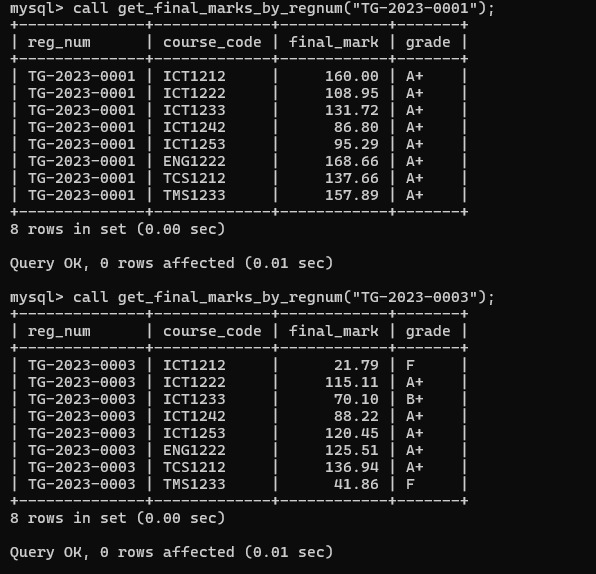 mysql> call get_final_marks_by_regnum("TG-2023-0001");
+--------------+-------------+------------+-------+
| reg_num      | course_code | final_mark | grade |
+--------------+-------------+------------+-------+
| TG-2023-0001 | ICT1212     |     160.00 | A+    |
| TG-2023-0001 | ICT1222     |     108.95 | A+    |
| TG-2023-0001 | ICT1233     |     131.72 | A+    |
| TG-2023-0001 | ICT1242     |      86.80 | A+    |
| TG-2023-0001 | ICT1253     |      95.29 | A+    |
| TG-2023-0001 | ENG1222     |     168.66 | A+    |
| TG-2023-0001 | TCS1212     |     137.66 | A+    |
| TG-2023-0001 | TMS1233     |     157.89 | A+    |
+--------------+-------------+------------+-------+
8 rows in set (0.00 sec)

Query OK, 0 rows affected (0.01 sec)

mysql> call get_final_marks_by_regnum("TG-2023-0003");
+--------------+-------------+------------+-------+
| reg_num      | course_code | final_mark | grade |
+--------------+-------------+------------+-------+
| TG-2023-0003 | ICT1212     |      21.79 | F     |
| TG-2023-0003 | ICT1222     |     115.11 | A+    |
| TG-2023-0003 | ICT1233     |      70.10 | B+    |
| TG-2023-0003 | ICT1242     |      88.22 | A+    |
| TG-2023-0003 | ICT1253     |     120.45 | A+    |
| TG-2023-0003 | ENG1222     |     125.51 | A+    |
| TG-2023-0003 | TCS1212     |     136.94 | A+    |
| TG-2023-0003 | TMS1233     |      41.86 | F     |
+--------------+-------------+------------+-------+
8 rows in set (0.00 sec)

Query OK, 0 rows affected (0.01 sec)